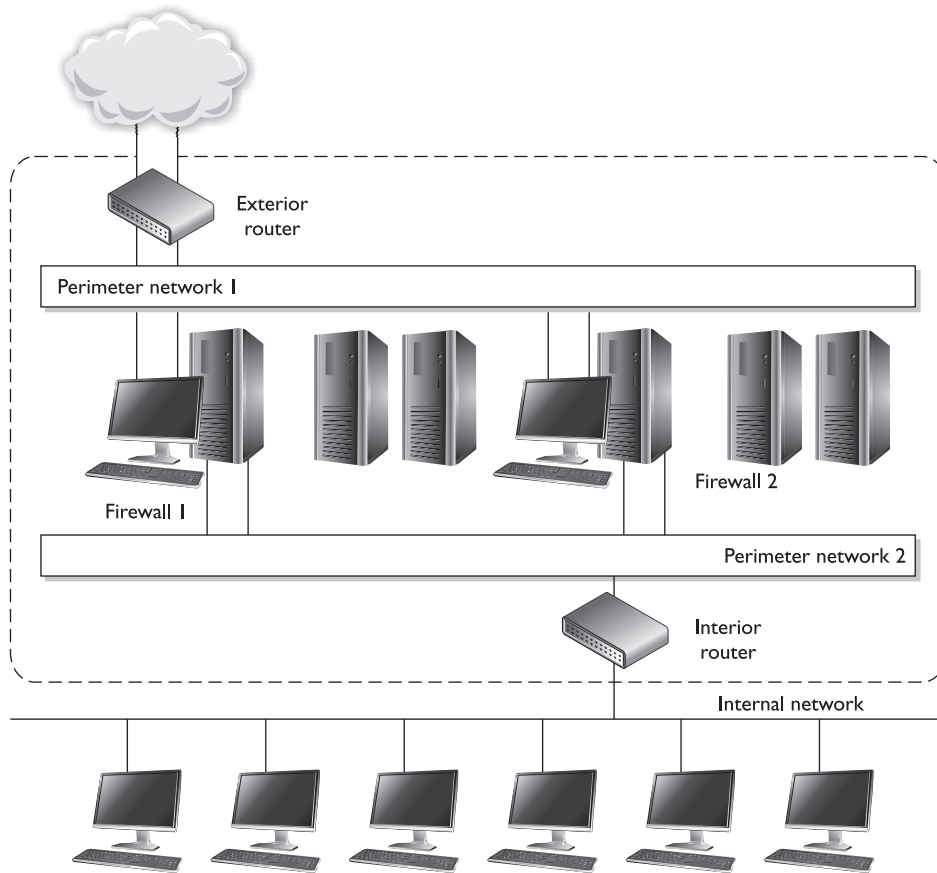 Exterior
router
Perimeter network 1
Firewall 2
Firewall 1
Perimeter network 2
Interior
router
Internal network